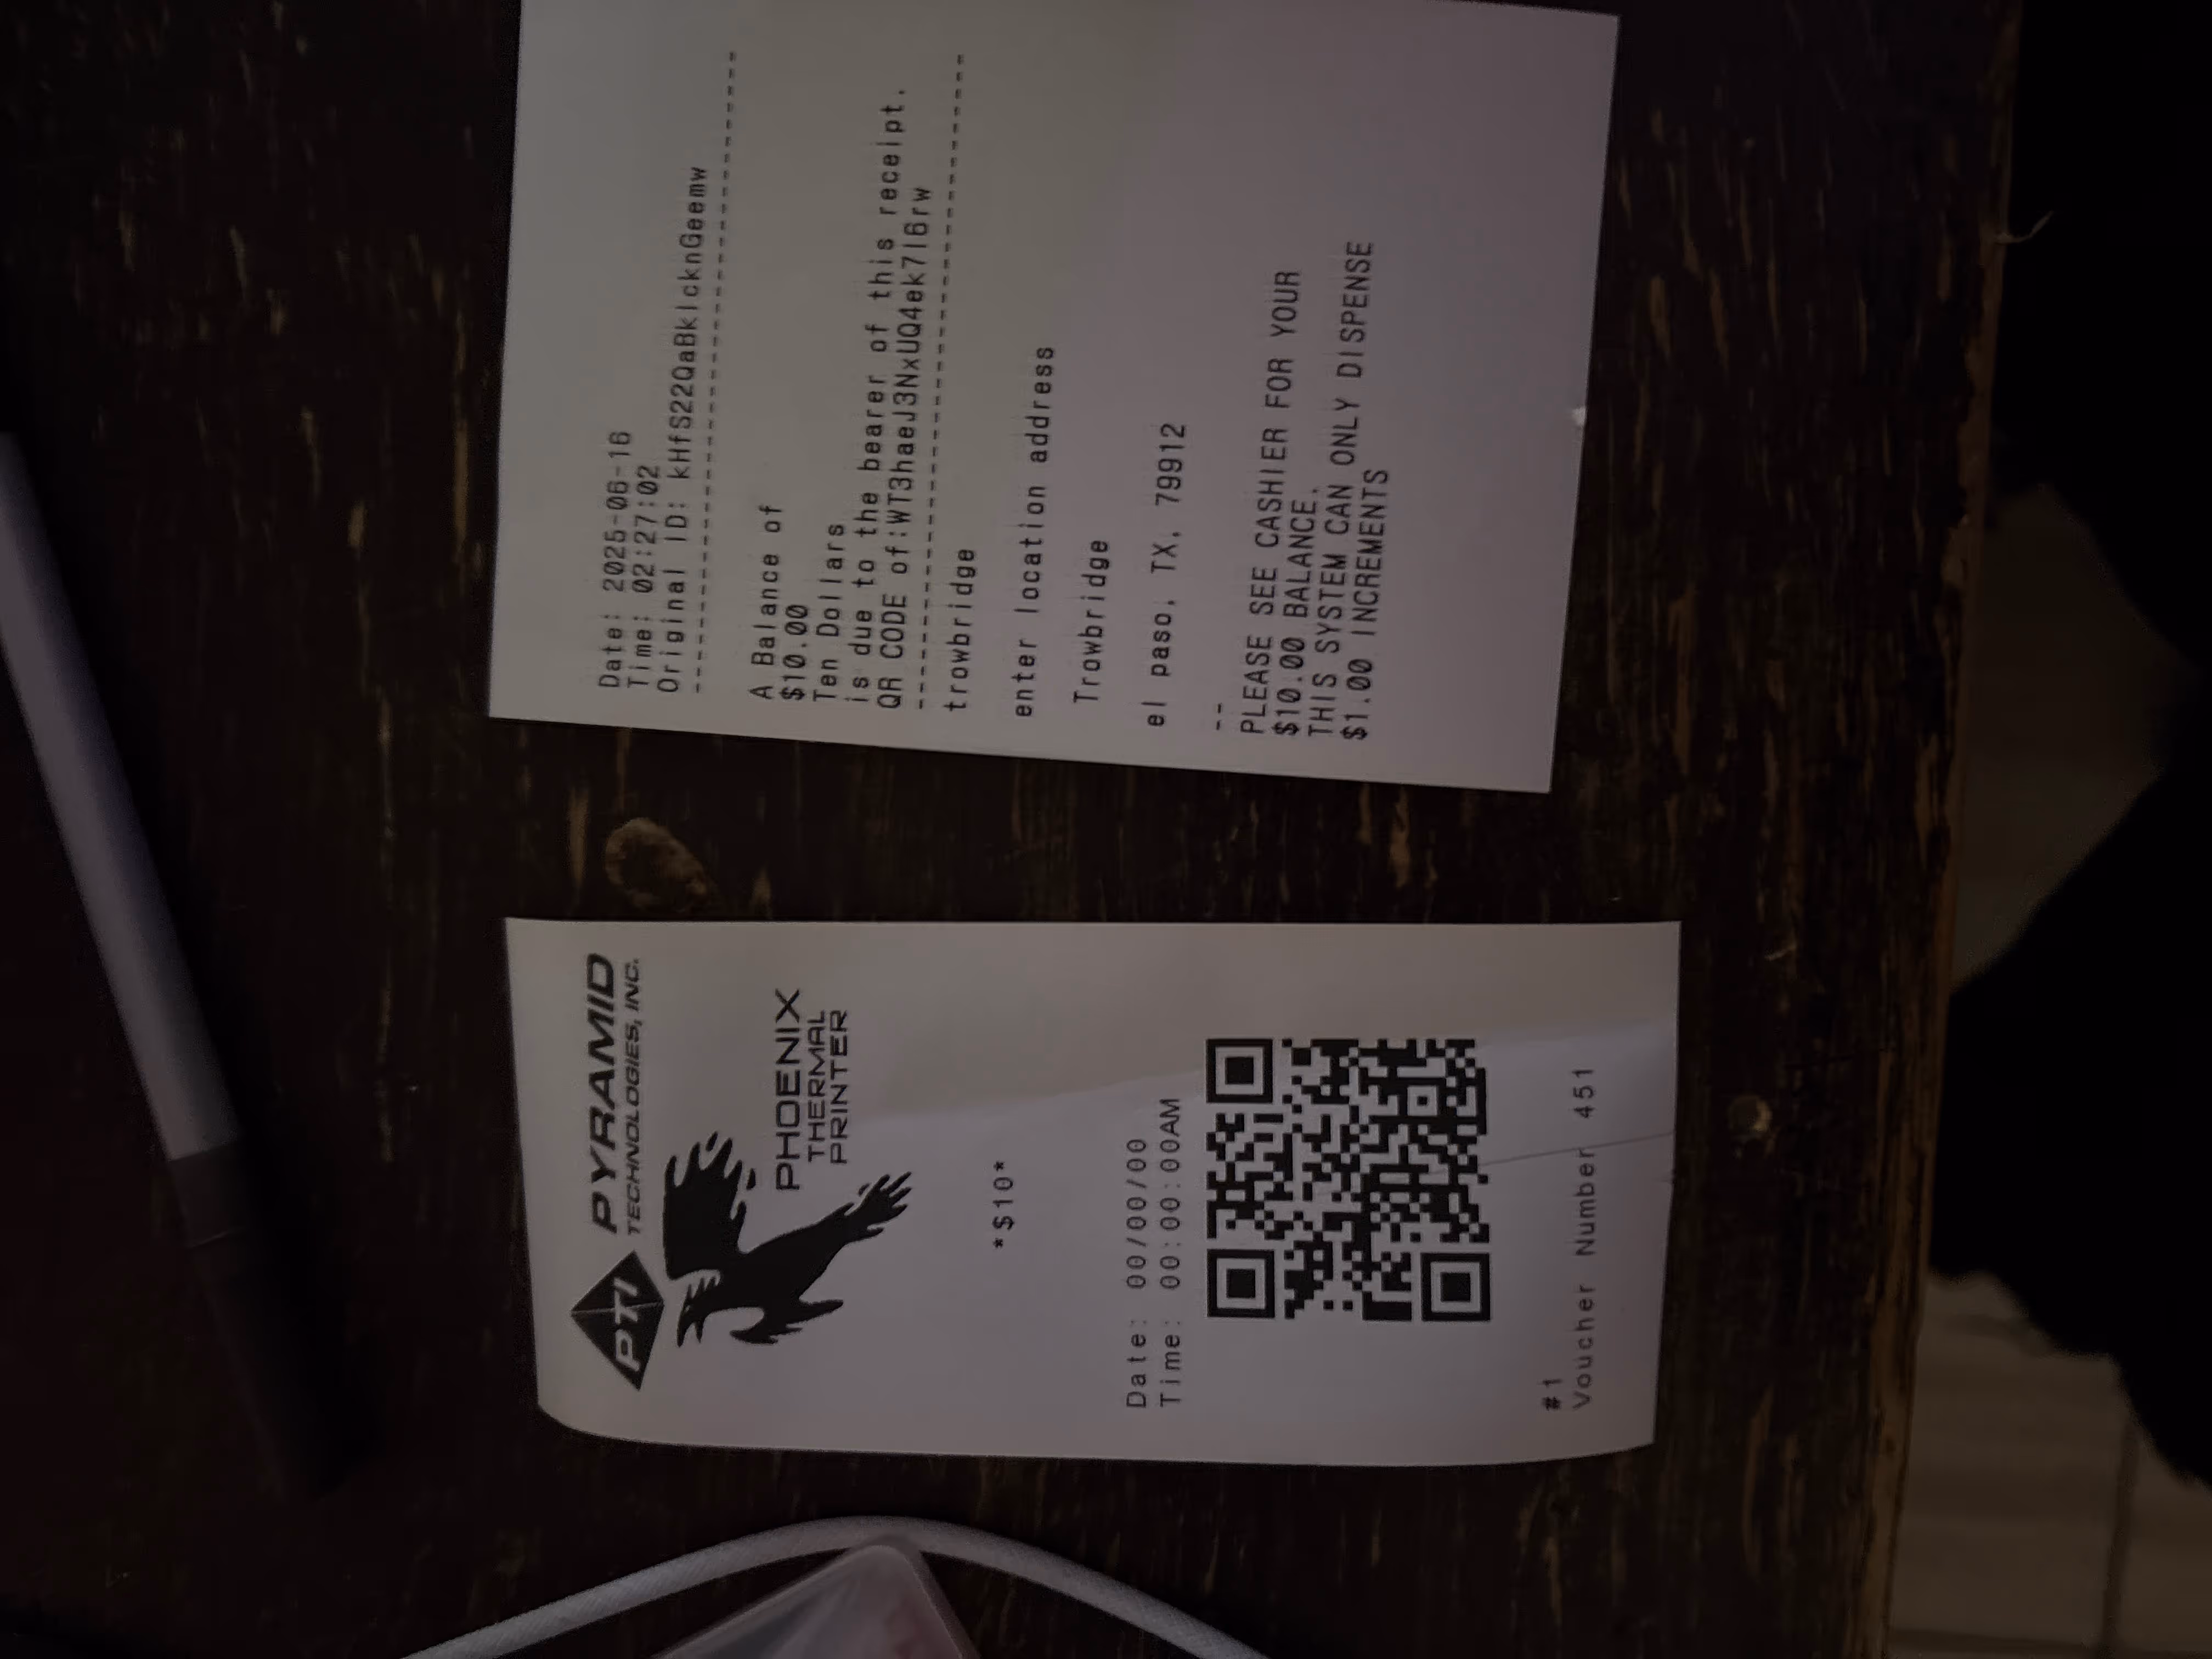 Date: 2025-06-16
Time: 02:27:02
Original ID: kHfS22QaBklcknGeemw
--------------------------------
A Balance of
$10.00
Ten Dollars
is due to the bearer of this receipt.
QR CODE of:WT3haeJ3NxUQ4ek7l6rw
--------------------------------
trowbridge
enter location address
Trowbridge
el paso, TX, 79912
--
PLEASE SEE CASHIER FOR YOUR
$10.00 BALANCE.
THIS SYSTEM CAN ONLY DISPENSE
$1.00 INCREMENTS
PTI
PYRAMID
TECHNOLOGIES, INC.
PHOENIX
THERMAL
PRINTER
*$10*
Date: 00/00/00
Time: 00:00:00AM
#1
Voucher Number 451